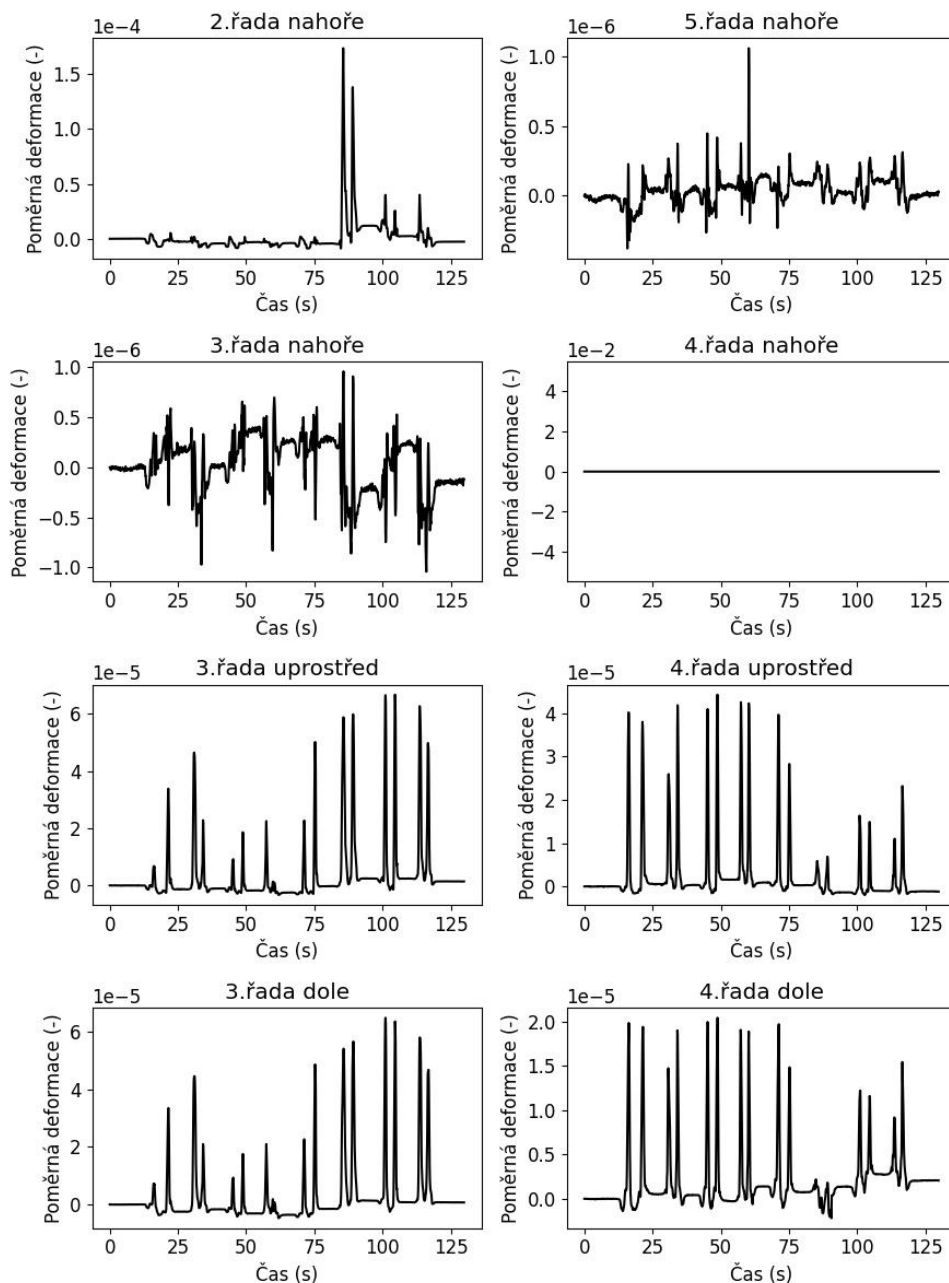 2.řada nahoře
1e−4
Poměrná deformace (-)
1.5
1.0
0.5
0.0
0 25 50 75 100 125
Čas (s)
5.řada nahoře
1e−6
Poměrná deformace (-)
1.0
0.5
0.0
0 25 50 75 100 125
Čas (s)
3.řada nahoře
1e−6
Poměrná deformace (-)
1.0
0.5
0.0
−0.5
−1.0
0 25 50 75 100 125
Čas (s)
4.řada nahoře
1e−2
Poměrná deformace (-)
4
2
0
−2
−4
0 25 50 75 100 125
Čas (s)
3.řada uprostřed
1e−5
Poměrná deformace (-)
6
4
2
0
0 25 50 75 100 125
Čas (s)
4.řada uprostřed
1e−5
Poměrná deformace (-)
4
3
2
1
0
0 25 50 75 100 125
Čas (s)
3.řada dole
1e−5
Poměrná deformace (-)
6
4
2
0
0 25 50 75 100 125
Čas (s)
4.řada dole
1e−5
Poměrná deformace (-)
2.0
1.5
1.0
0.5
0.0
0 25 50 75 100 125
Čas (s)